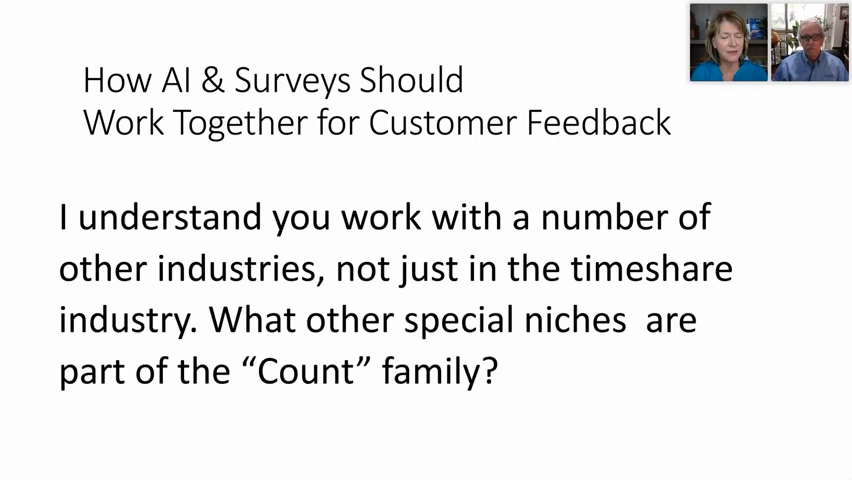 How AI & Surveys Should
Work Together for Customer Feedback
I understand you work with a number of
other industries, not just in the timeshare
industry. What other special niches  are
part of the “Count” family?